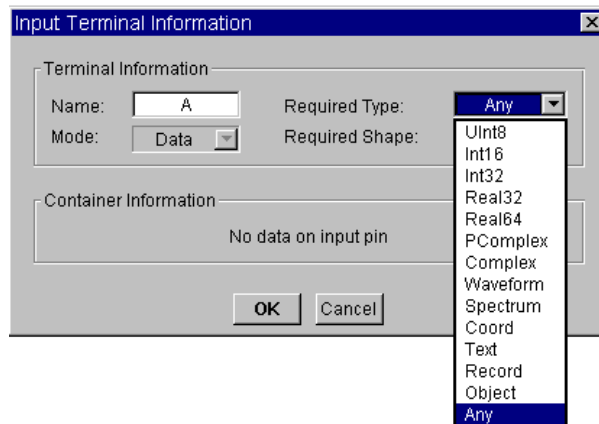 Input Terminal Information
Terminal Information
Name: A Required Type: Any
Mode: Data Required Shape:
UInt8
Int16
Int32
Real32
Real64
PComplex
Complex
Waveform
Spectrum
Coord
Text
Record
Object
Any
Container Information
No data on input pin
OK Cancel